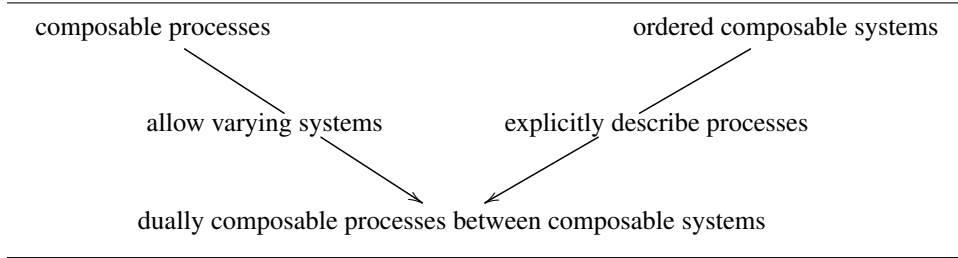 composable processes
ordered composable systems
allow varying systems
explicitly describe processes
dually composable processes between composable systems